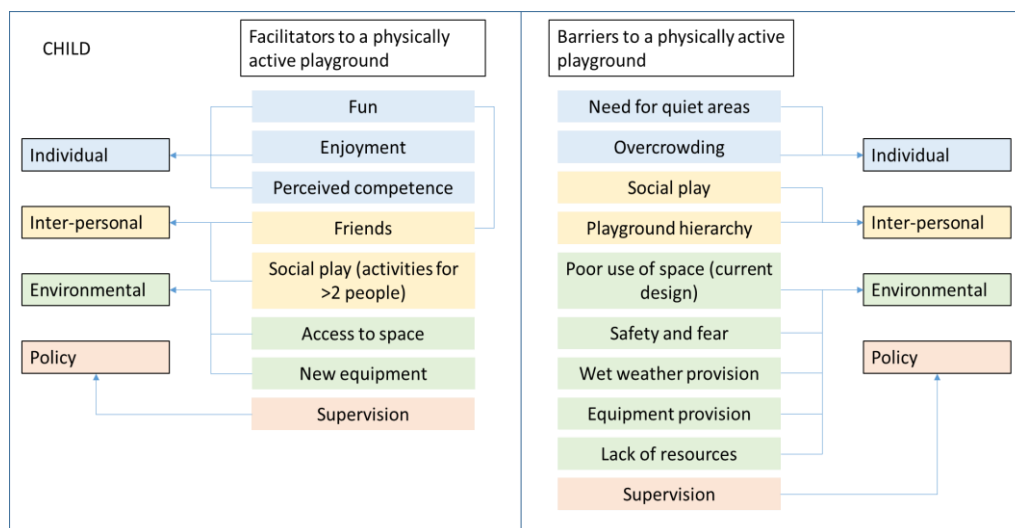 CHILD
Facilitators to a physically
active playground
Fun
Enjoyment
Perceived competence
Friends
Social play (activities for
>2 people)
Access to space
New equipment
Supervision
Individual
Inter-personal
Environmental
Policy
Barriers to a physically active
playground
Need for quiet areas
Overcrowding
Social play
Playground hierarchy
Poor use of space (current
design)
Safety and fear
Wet weather provision
Equipment provision
Lack of resources
Supervision
Individual
Inter-personal
Environmental
Policy